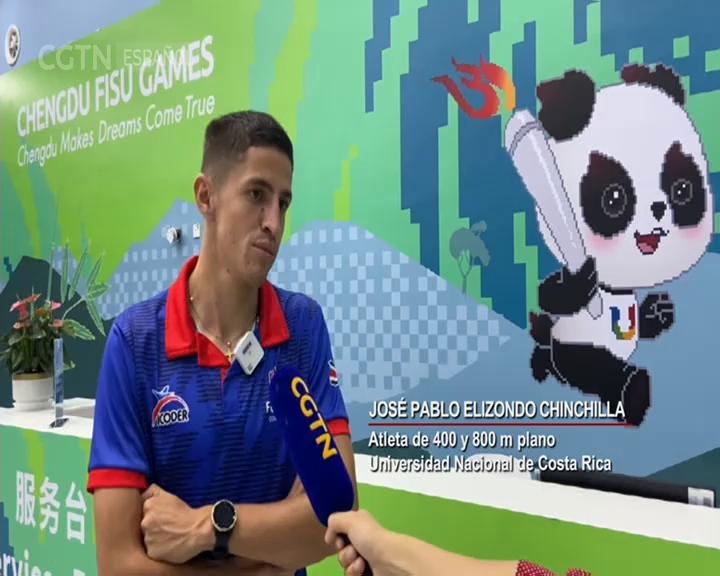 CGTN ESPAÑOL
CHENGDU FISU GAMES
Chengdu Makes Dreams Come True
CODER
CGTN
JOSÉ PABLO ELIZONDO CHINCHILLA
Atleta de 400 y 800 m plano
Universidad Nacional de Costa Rica
服务台